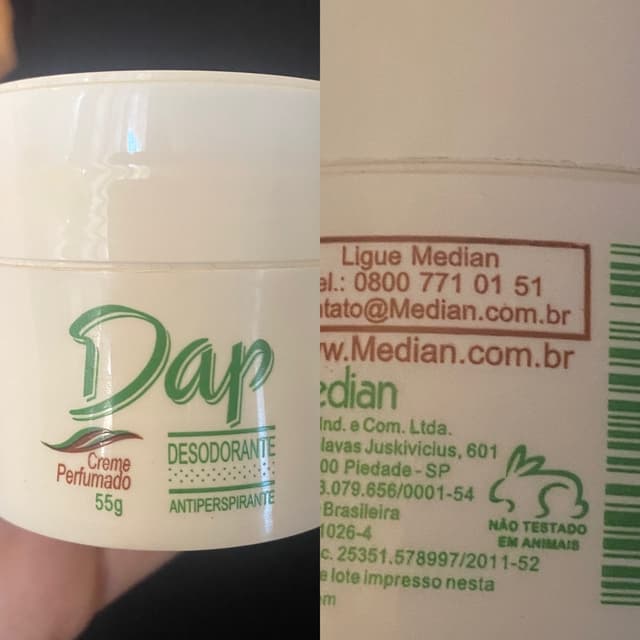 Dap
Creme
Perfumado
55g
DESODORANTE
ANTIPERSPIRANTE
Ligue Median
el.: 0800 771 01 51
ntato@Median.com.br
w.Median.com.br
edian
Ind. e Com. Ltda.
lavas Juskivicius, 601
00 Piedade - SP
3.079.656/0001-54
Brasileira
1026-4
c. 25351.578997/2011-52
e lote impresso nesta
em
NÃO TESTADO
EM ANIMAIS